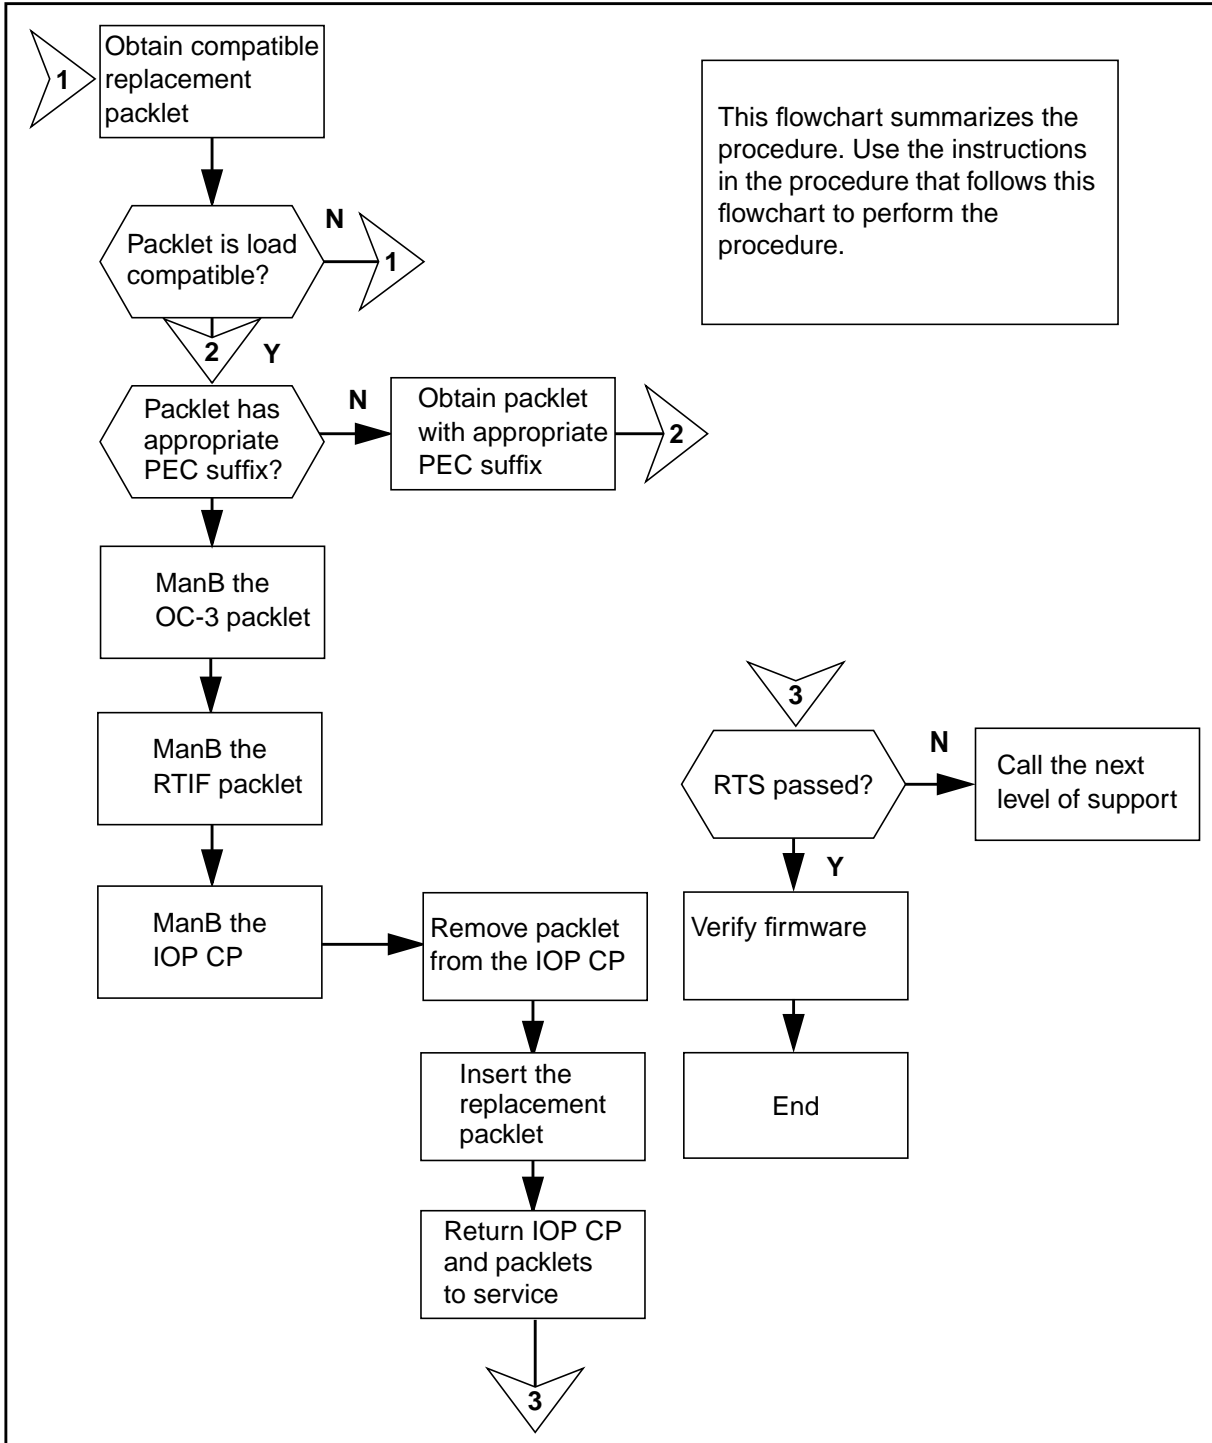 1
Obtain compatible
replacement
packlet
This flowchart summarizes the
procedure. Use the instructions
in the procedure that follows this
flowchart to perform the
procedure.
Packlet is load
compatible?
N
1
2
Y
Packlet has
appropriate
PEC suffix?
N
Obtain packlet
with appropriate
PEC suffix
2
ManB the
OC-3 packlet
ManB the
RTIF packlet
ManB the
IOP CP
Remove packlet
from the IOP CP
Insert the
replacement
packlet
Return IOP CP
and packlets
to service
3
3
RTS passed?
N
Call the next
level of support
Y
Verify firmware
End